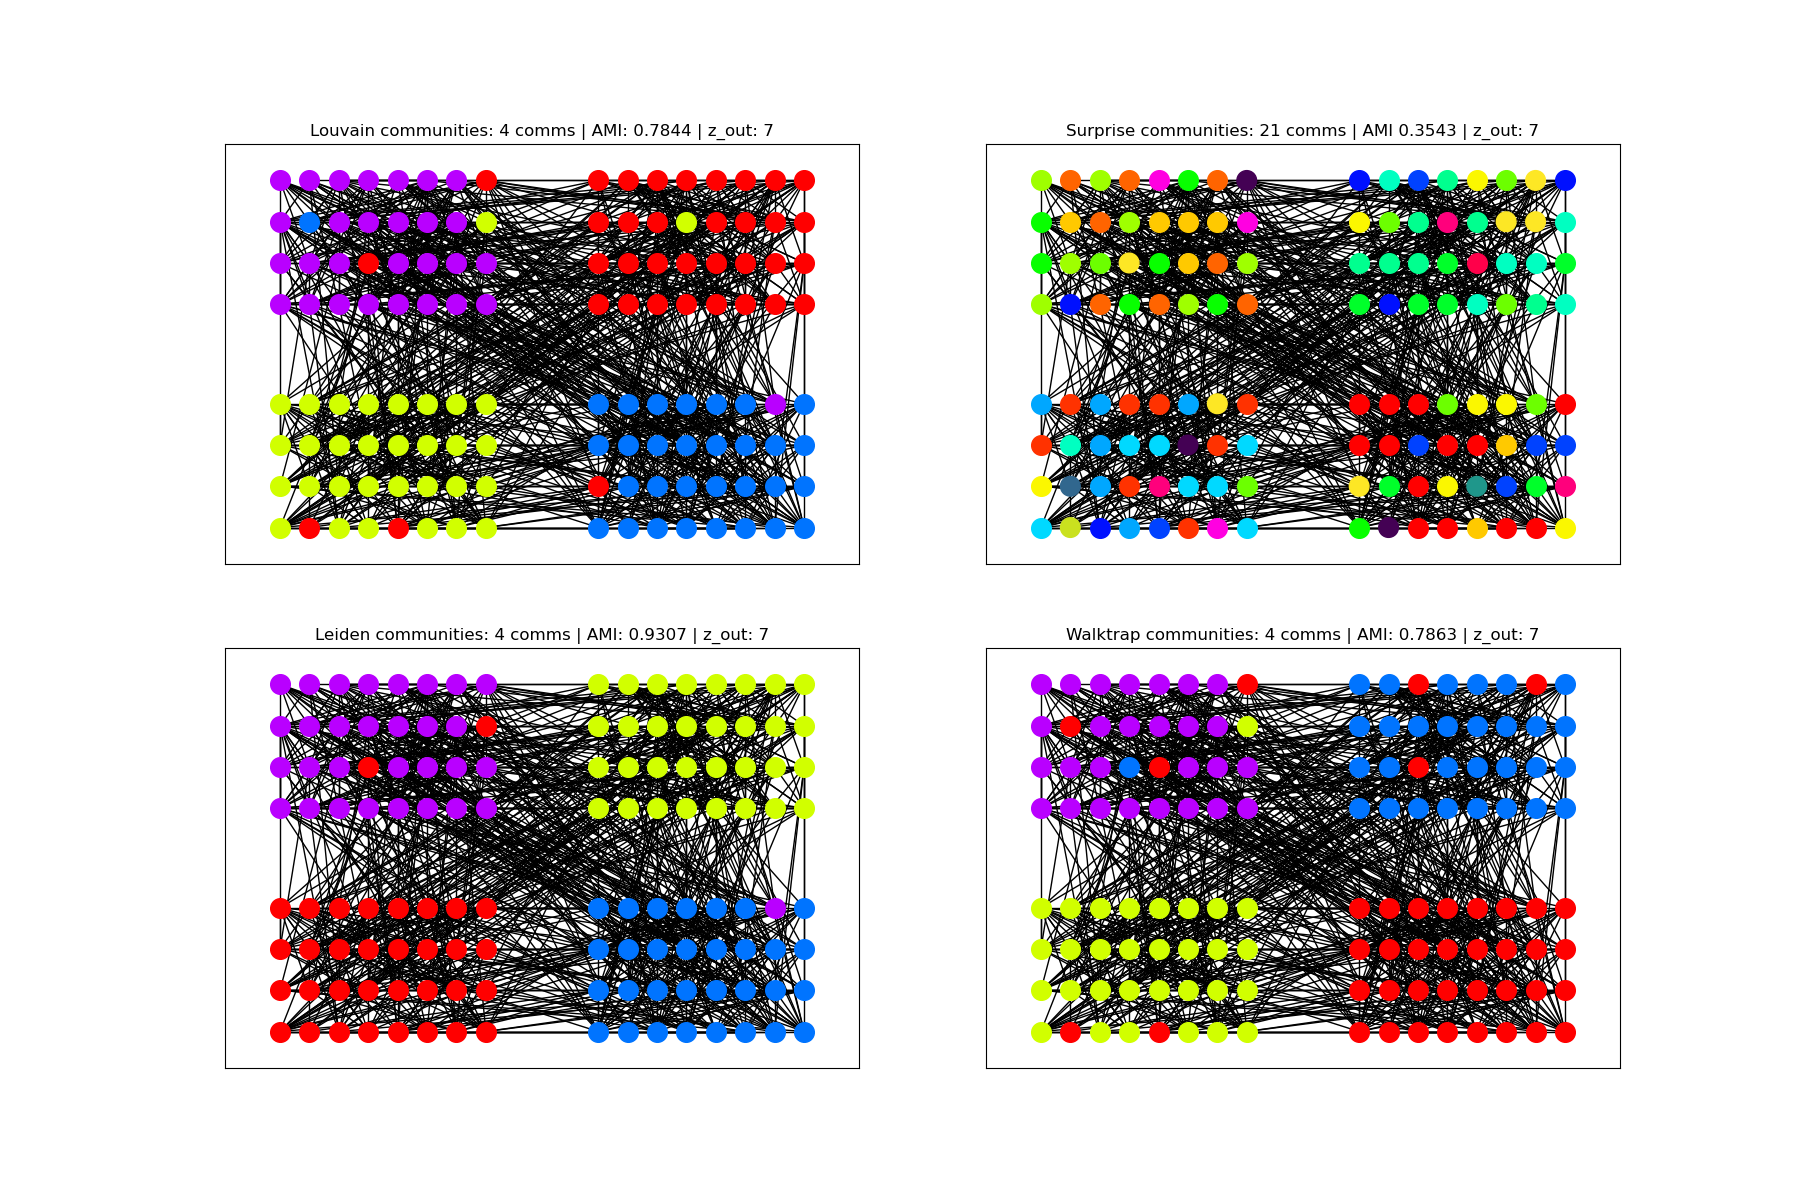 Louvain communities: 4 comms | AMI: 0.7844 | z_out: 7
Surprise communities: 21 comms | AMI 0.3543 | z_out: 7
Leiden communities: 4 comms | AMI: 0.9307 | z_out: 7
Walktrap communities: 4 comms | AMI: 0.7863 | z_out: 7